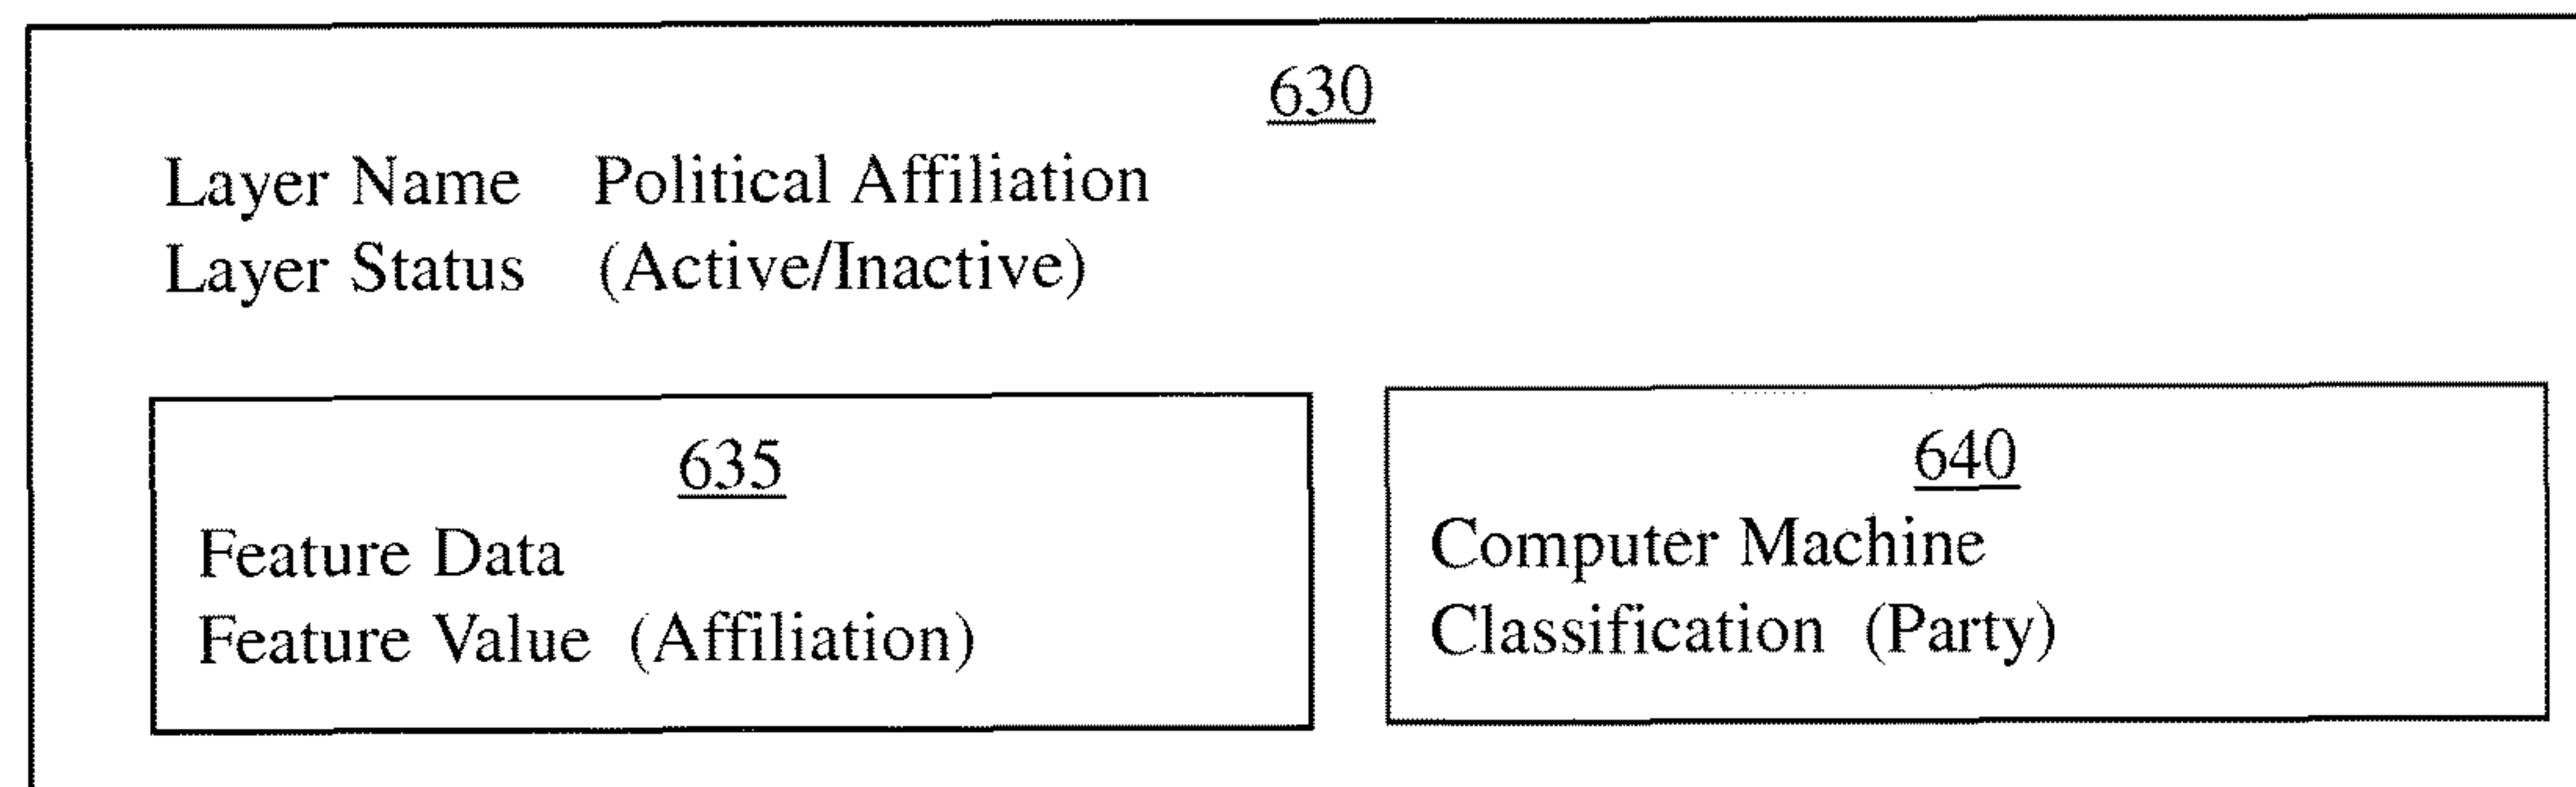 630
Layer Name Political Affiliation
Layer Status (Active/Inactive)
635
Feature Data
Feature Value (Affiliation)
640
Computer Machine
Classification (Party)